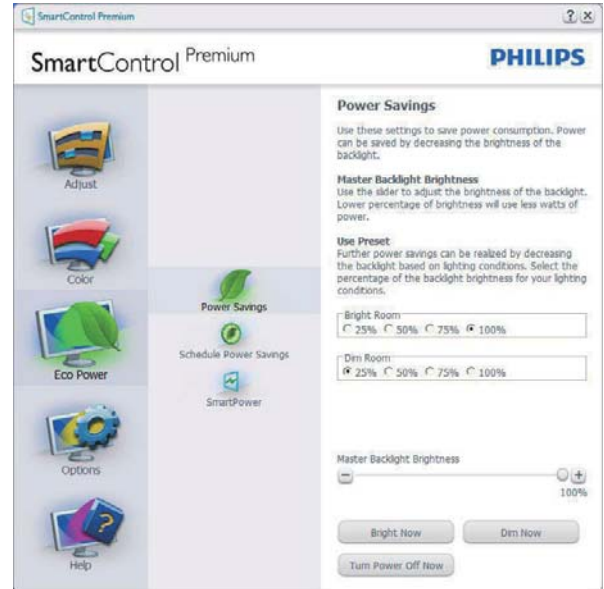 SmartControl Premium
? x
SmartControl Premium
PHILIPS
Adjust
Color
Eco Power
Options
Help
Power Savings
Schedule Power Savings
SmartPower
Power Savings
Use these settings to save power consumption. Power
can be saved by decreasing the brightness of the
backlight.
Master Backlight Brightness
Use the slider to adjust the brightness of the backlight.
Lower percentage of brightness will use less watts of
power.
Use Preset
Further power savings can be realized by decreasing
the backlight based on lighting conditions. Select the
percentage of the backlight brightness for your lighting
conditions.
Bright Room
25% 50% 75% 100%
Dim Room
25% 50% 75% 100%
Master Backlight Brightness
100%
Bright Now
Dim Now
Turn Power Off Now